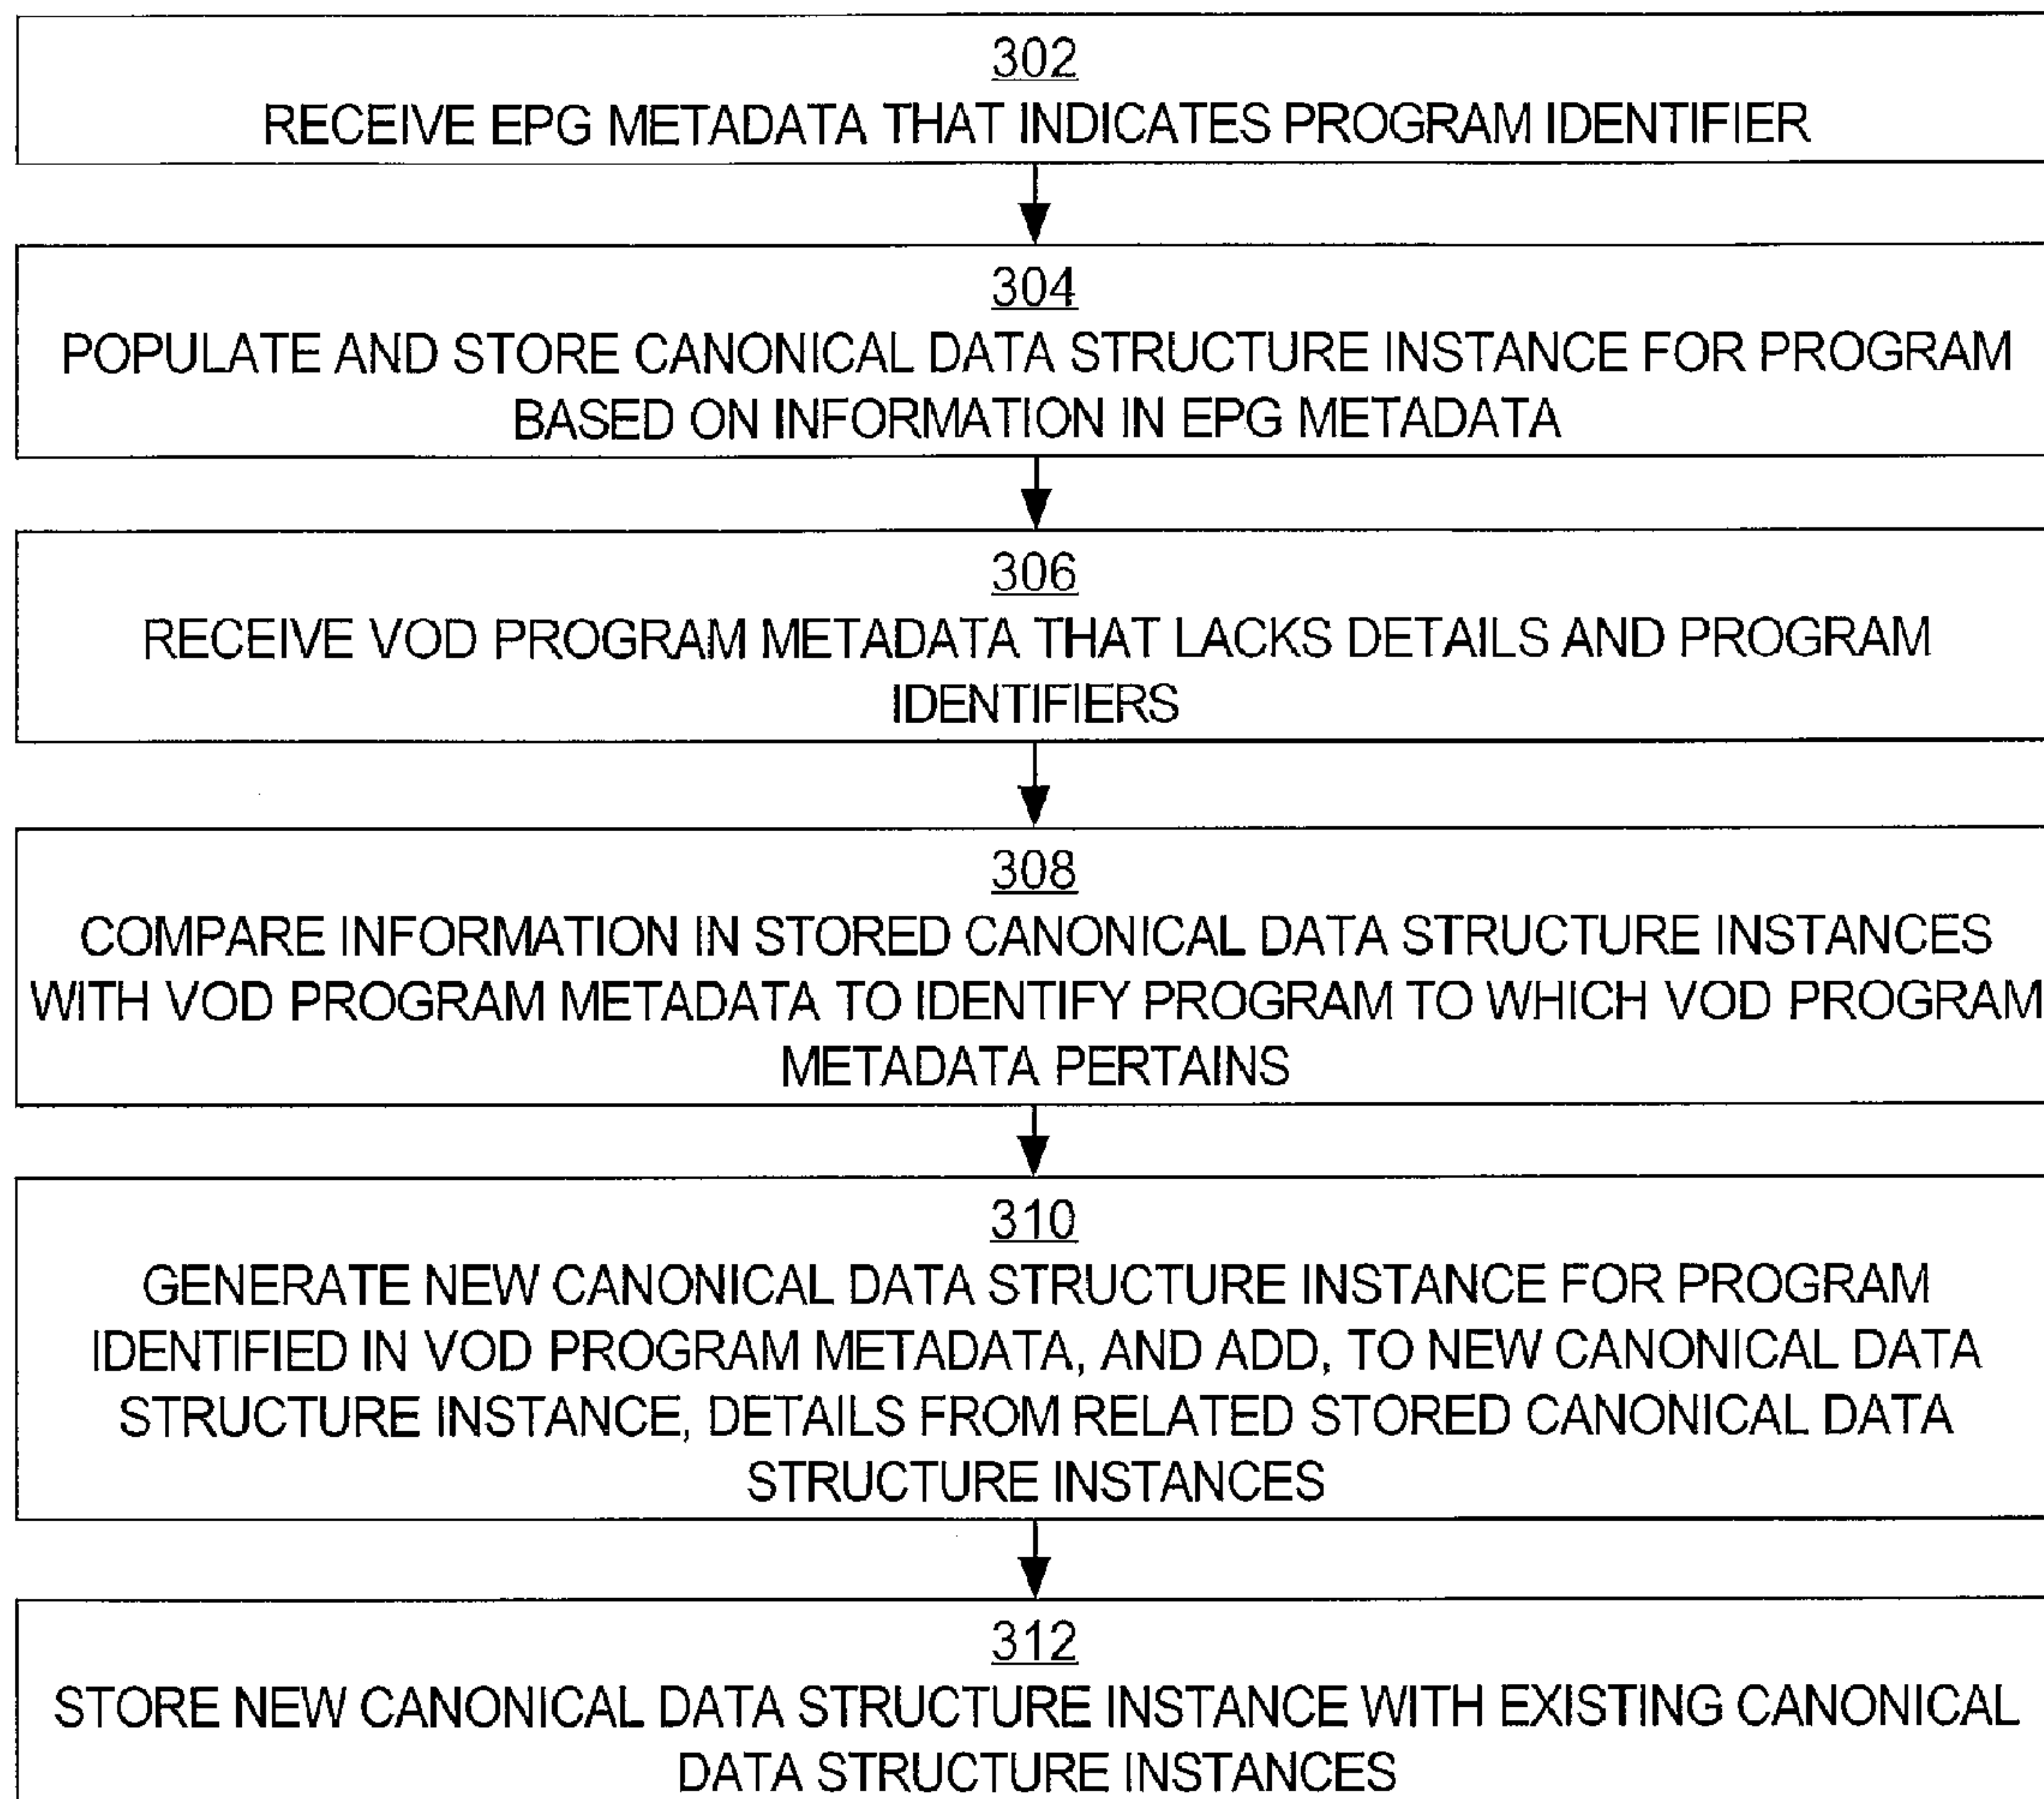 302
RECEIVE EPG METADATA THAT INDICATES PROGRAM IDENTIFIER
304
POPULATE AND STORE CANONICAL DATA STRUCTURE INSTANCE FOR PROGRAM
BASED ON INFORMATION IN EPG METADATA
306
RECEIVE VOD PROGRAM METADATA THAT LACKS DETAILS AND PROGRAM
IDENTIFIERS
308
COMPARE INFORMATION IN STORED CANONICAL DATA STRUCTURE INSTANCES
WITH VOD PROGRAM METADATA TO IDENTIFY PROGRAM TO WHICH VOD PROGRAM
METADATA PERTAINS
310
GENERATE NEW CANONICAL DATA STRUCTURE INSTANCE FOR PROGRAM
IDENTIFIED IN VOD PROGRAM METADATA, AND ADD, TO NEW CANONICAL DATA
STRUCTURE INSTANCE, DETAILS FROM RELATED STORED CANONICAL DATA
STRUCTURE INSTANCES
312
STORE NEW CANONICAL DATA STRUCTURE INSTANCE WITH EXISTING CANONICAL
DATA STRUCTURE INSTANCES